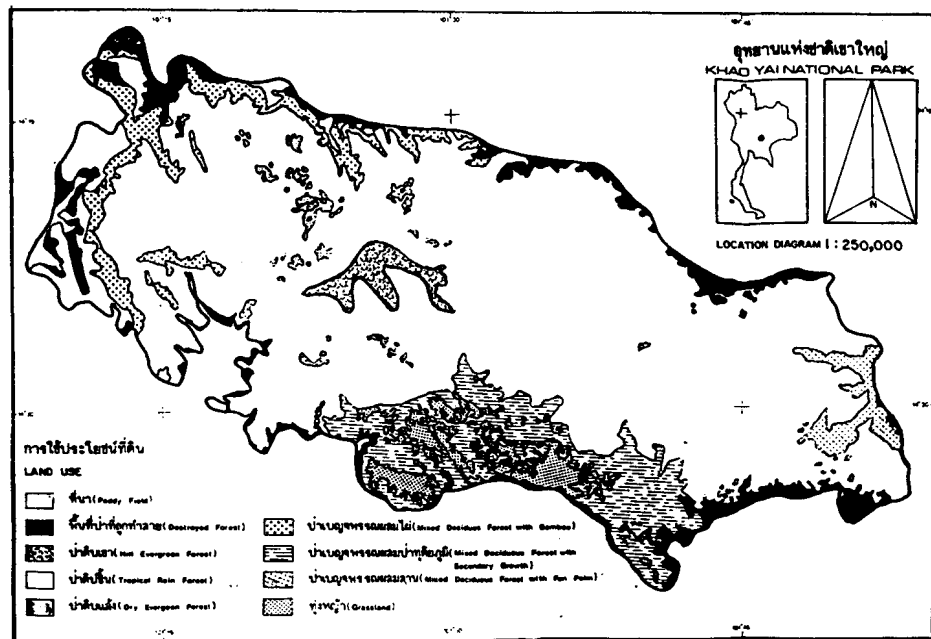 อุทยานแห่งชาติเขาใหญ่
KHAO YAI NATIONAL PARK
N
LOCATION DIAGRAM 1 : 250,000
การใช้ประโยชน์ที่ดิน
LAND USE
ที่นา (Paddy Field)
พื้นที่ป่าที่ถูกทำลาย (Destroyed Forest)
ป่าดิบเขา (Hill Evergreen Forest)
ป่าดิบชื้น (Tropical Rain Forest)
ป่าดิบแล้ง (Dry Evergreen Forest)
ป่าเบญจพรรณผสมไผ่ (Mixed Deciduous Forest with Bamboo)
ป่าเบญจพรรณผสมป่าทุติยภูมิ (Mixed Deciduous Forest with
Secondary Growth)
ป่าเบญจพรรณผสมลาน (Mixed Deciduous Forest with Fan Palm)
ทุ่งหญ้า (Grassland)